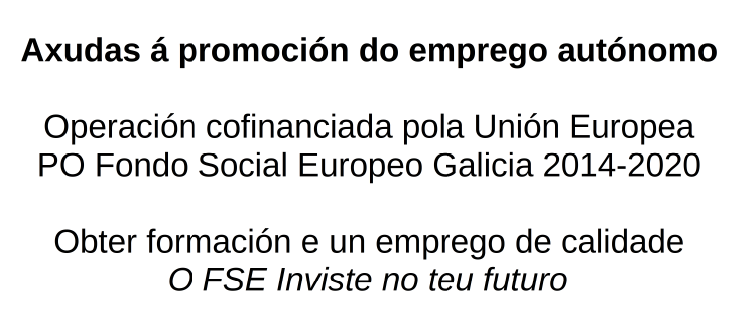 Axudas á promoción do emprego autónomo
Operación cofinanciada pola Unión Europea
PO Fondo Social Europeo Galicia 2014-2020
Obter formación e un emprego de calidade
O FSE Inviste no teu futuro